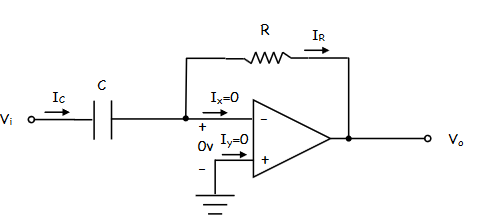 R
I_R
C
I_C
I_x=0
V_i
−
+
0v
I_y=0
+
−
V_o